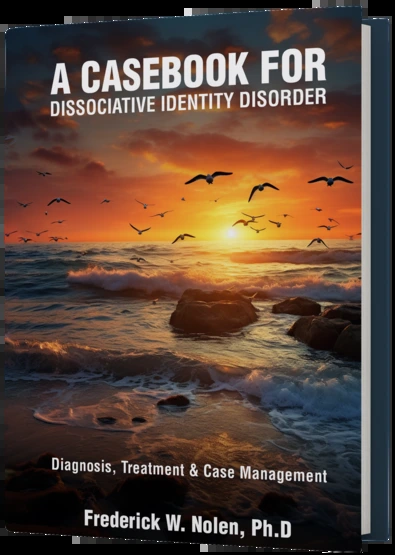 A CASEBOOK FOR
DISSOCIATIVE IDENTITY DISORDER
Diagnosis, Treatment & Case Management
Frederick W. Nolen, Ph.D